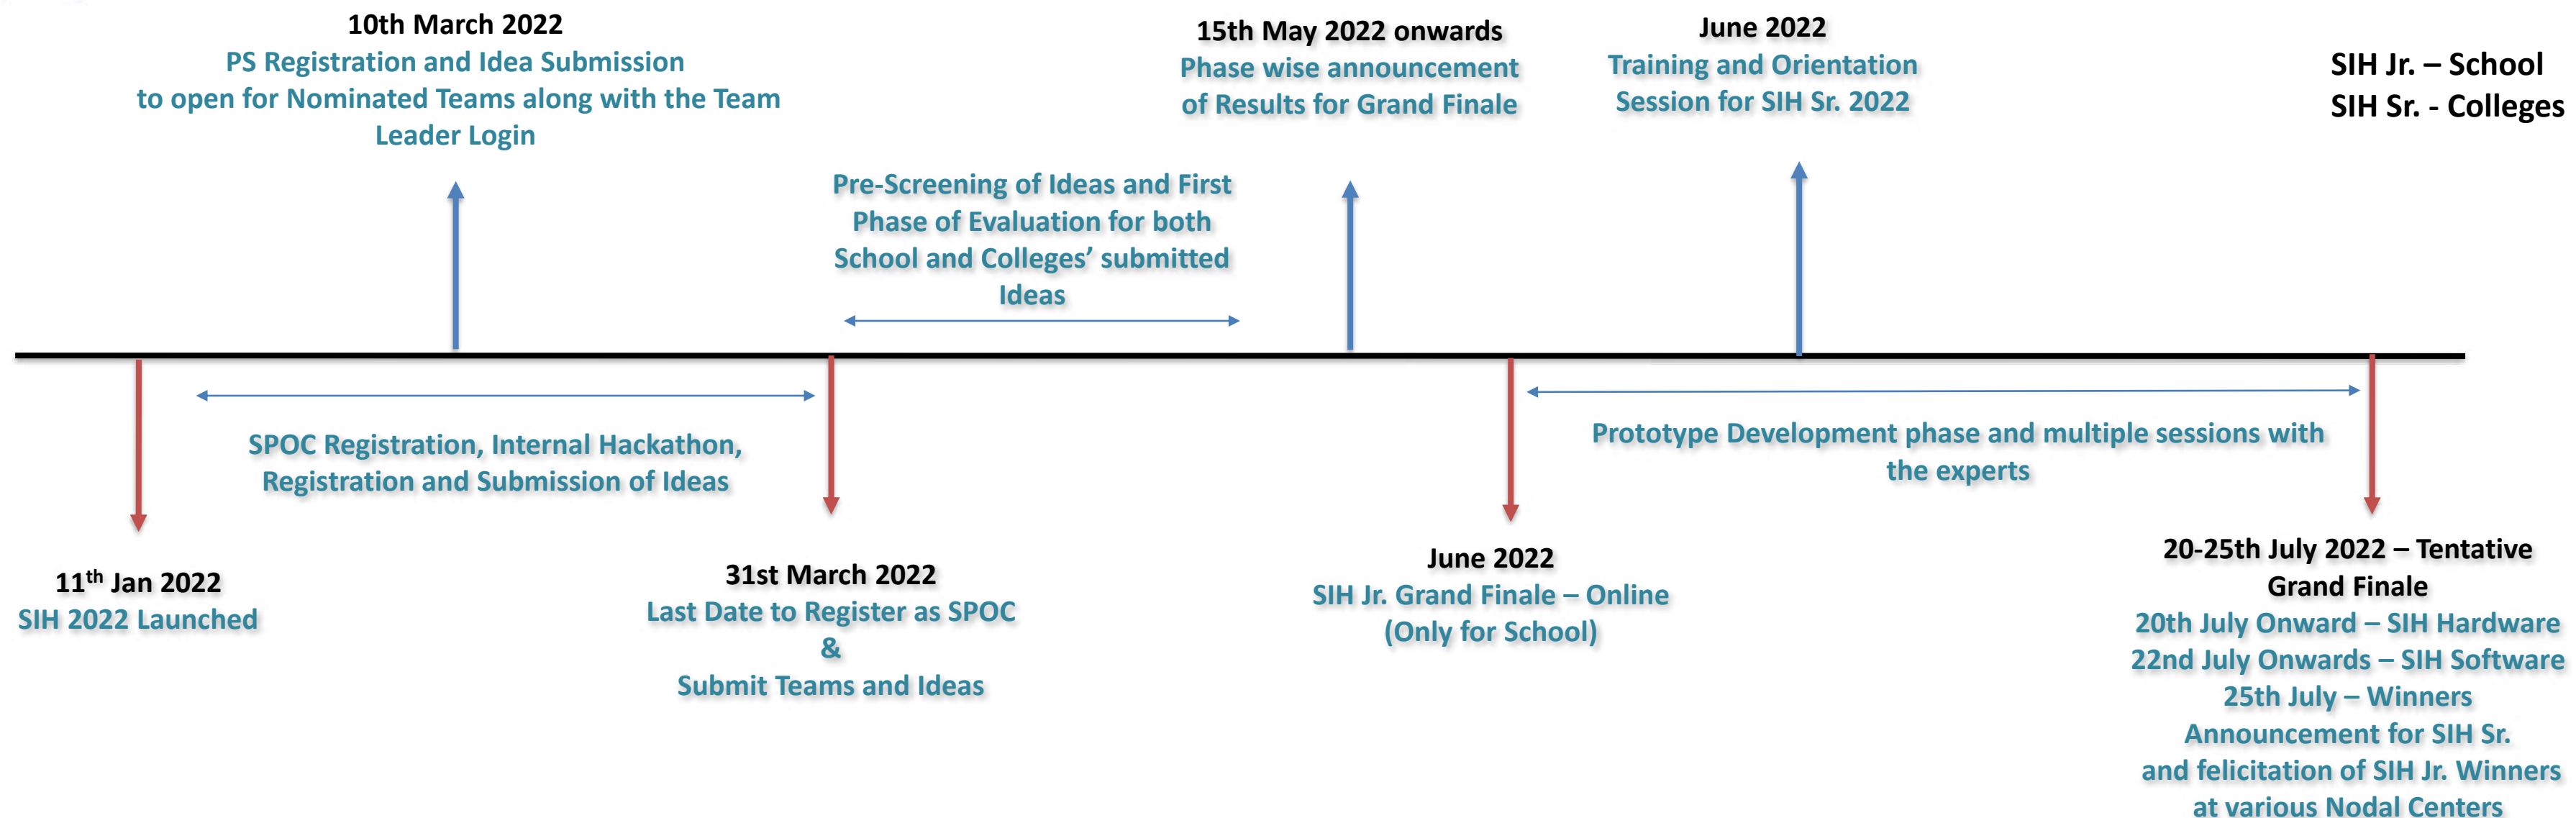 10th March 2022
PS Registration and Idea Submission
to open for Nominated Teams along with the Team
Leader Login
15th May 2022 onwards
Phase wise announcement
of Results for Grand Finale
June 2022
Training and Orientation
Session for SIH Sr. 2022
SIH Jr. – School
SIH Sr. - Colleges
Pre-Screening of Ideas and First
Phase of Evaluation for both
School and Colleges’ submitted
Ideas
SPOC Registration, Internal Hackathon,
Registration and Submission of Ideas
Prototype Development phase and multiple sessions with
the experts
11th Jan 2022
SIH 2022 Launched
31st March 2022
Last Date to Register as SPOC
&
Submit Teams and Ideas
June 2022
SIH Jr. Grand Finale – Online
(Only for School)
20-25th July 2022 – Tentative
Grand Finale
20th July Onward – SIH Hardware
22nd July Onwards – SIH Software
25th July – Winners
Announcement for SIH Sr.
and felicitation of SIH Jr. Winners
at various Nodal Centers